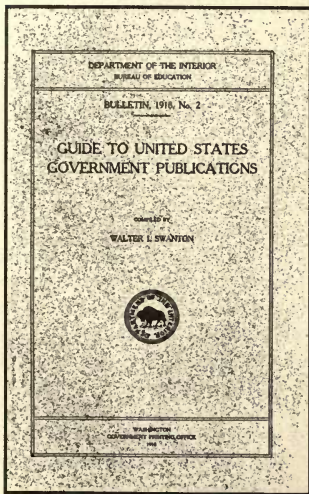 DEPARTMENT OF THE INTERIOR
BUREAU OF EDUCATION
BULLETIN, 1918, No. 2
GUIDE TO UNITED STATES
GOVERNMENT PUBLICATIONS
COMPILED BY
WALTER I. SWANTON
WASHINGTON
GOVERNMENT PRINTING OFFICE
1918